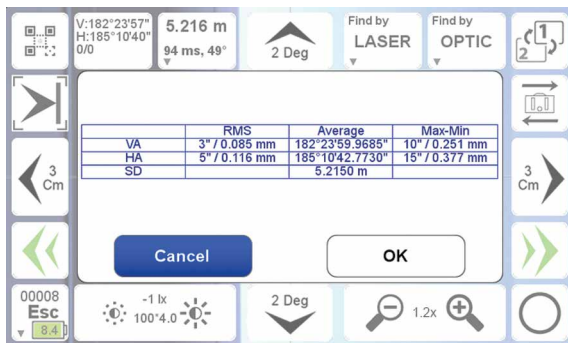 V:182°23'57"
H:185°10'40"
0/0
5.216 m
94 ms, 49°
2 Deg
Find by
LASER
Find by
OPTIC
1
2
RMS Average Max-Min
VA 3" / 0.085 mm 182°23'59.9685" 10" / 0.251 mm
HA 5" / 0.116 mm 185°10'42.7730" 15" / 0.377 mm
SD 5.2150 m
3
Cm
3
Cm
Cancel
OK
00008
Esc
8.4
-1 lx
100*4.0
2 Deg
1.2x